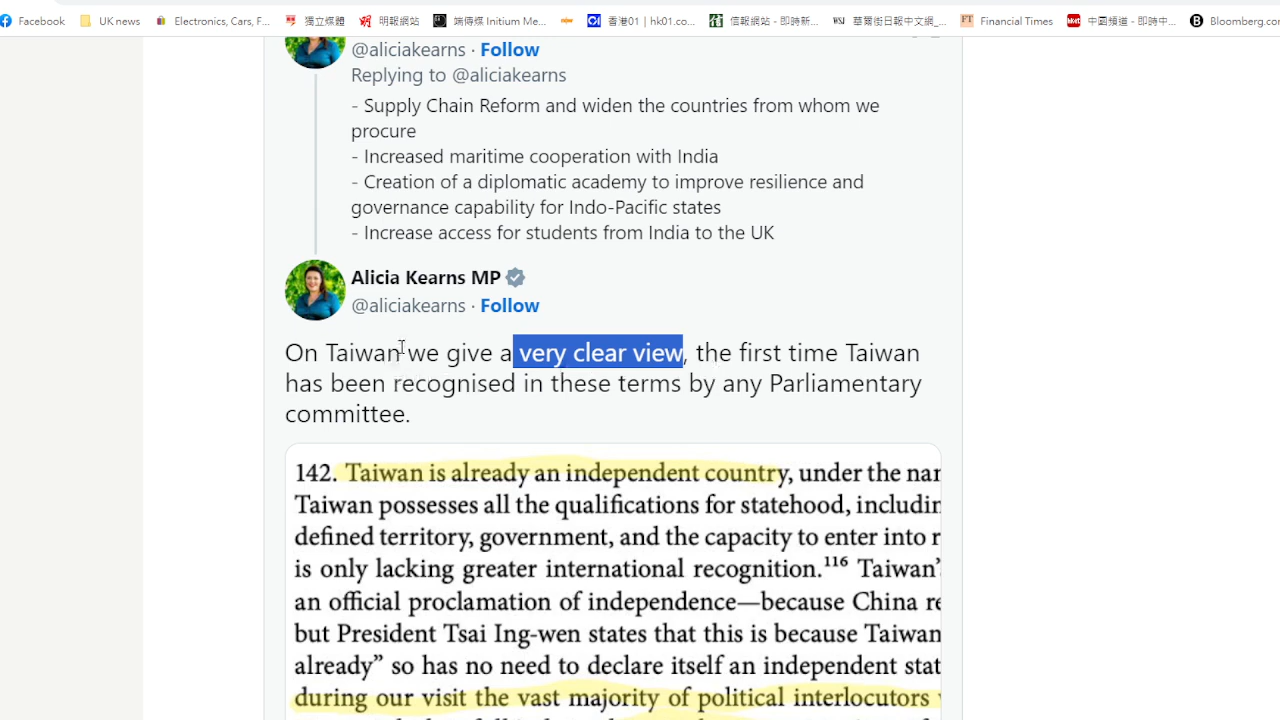 Facebook UK news Electronics, Cars, F... 獨立媒體 明報網站 端傳媒 Initium Me... 香港01 | hk01.co... 信報網站 - 即時新... 華爾街日報中文網_... Financial Times 中國頻道 - 即時中... Bloomberg.co
@aliciakearns · Follow
Replying to @aliciakearns
- Supply Chain Reform and widen the countries from whom we
procure
- Increased maritime cooperation with India
- Creation of a diplomatic academy to improve resilience and
governance capability for Indo-Pacific states
- Increase access for students from India to the UK
Alicia Kearns MP
@aliciakearns · Follow
On Taiwan we give a very clear view, the first time Taiwan
has been recognised in these terms by any Parliamentary
committee.
142. Taiwan is already an independent country, under the nar
Taiwan possesses all the qualifications for statehood, includin
defined territory, government, and the capacity to enter into r
is only lacking greater international recognition.¹¹⁶ Taiwan'
an official proclamation of independence—because China re
but President Tsai Ing-wen states that this is because Taiwan
already” so has no need to declare itself an independent stat
during our visit the vast majority of political interlocutors